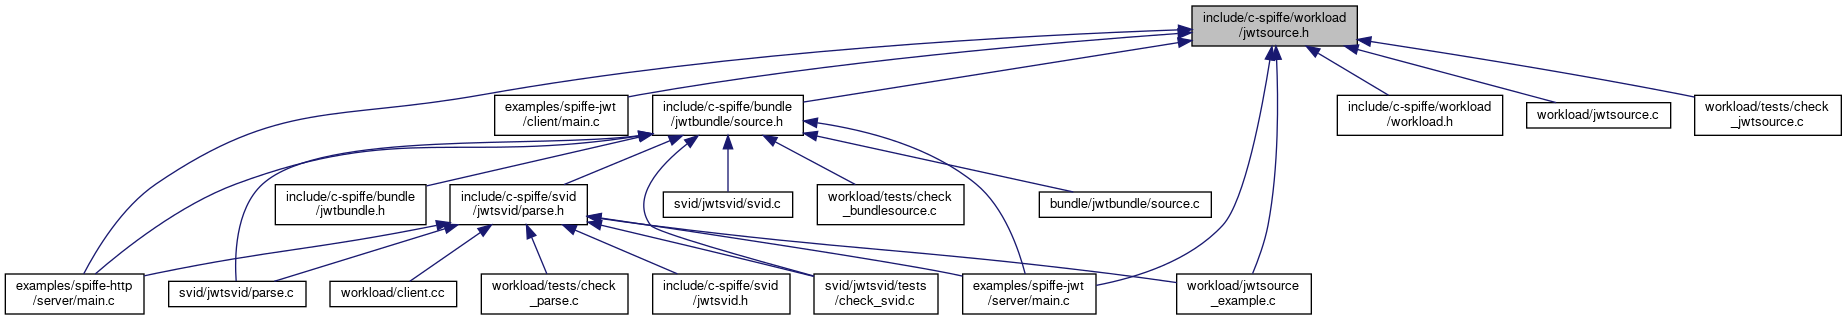 include/c-spiffe/workload
/jwtsource.h
examples/spiffe-jwt
/client/main.c
include/c-spiffe/bundle
/jwtbundle/source.h
include/c-spiffe/workload
/workload.h
workload/jwtsource.c
workload/tests/check
_jwtsource.c
include/c-spiffe/bundle
/jwtbundle.h
include/c-spiffe/svid
/jwtsvid/parse.h
svid/jwtsvid/svid.c
workload/tests/check
_bundlesource.c
bundle/jwtbundle/source.c
examples/spiffe-http
/server/main.c
svid/jwtsvid/parse.c
workload/client.cc
workload/tests/check
_parse.c
include/c-spiffe/svid
/jwtsvid.h
svid/jwtsvid/tests
/check_svid.c
examples/spiffe-jwt
/server/main.c
workload/jwtsource
_example.c